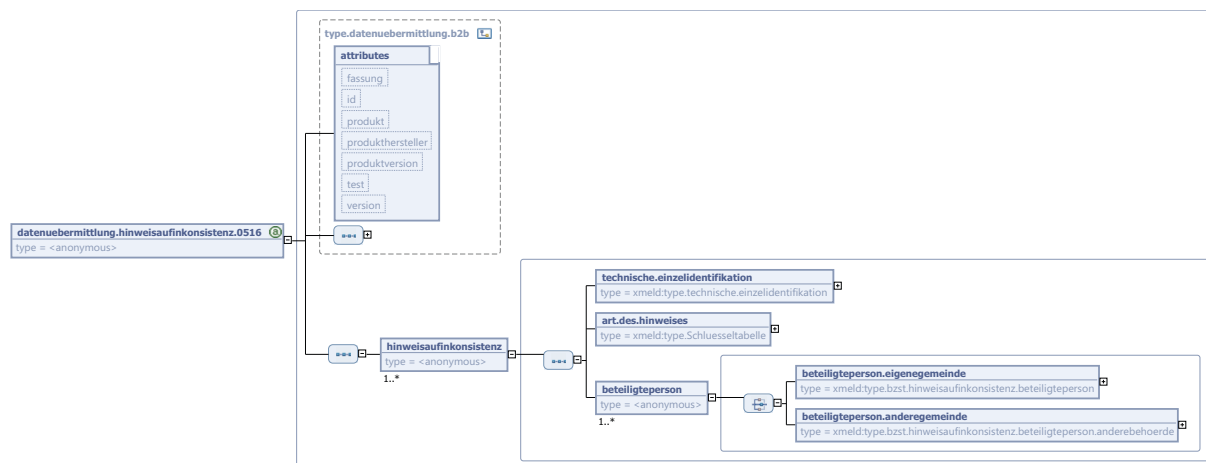 type.datenuebermittlung.b2b
attributes
fassung
id
produkt
produkthersteller
produktversion
test
version
datenuebermittlung.hinweisaufinkonsistenz.0516
a
type = <anonymous>
technische.einzelidentifikation
type = xmeld:type.technische.einzelidentifikation
art.des.hinweises
type = xmeld:type.Schluesseltabelle
hinweisaufinkonsistenz
type = <anonymous>
1..*
beteiligteperson
type = <anonymous>
1..*
beteiligteperson.eigenegemeinde
type = xmeld:type.bzst.hinweisaufinkonsistenz.beteiligteperson
beteiligteperson.anderegemeinde
type = xmeld:type.bzst.hinweisaufinkonsistenz.beteiligteperson.anderebehoerde